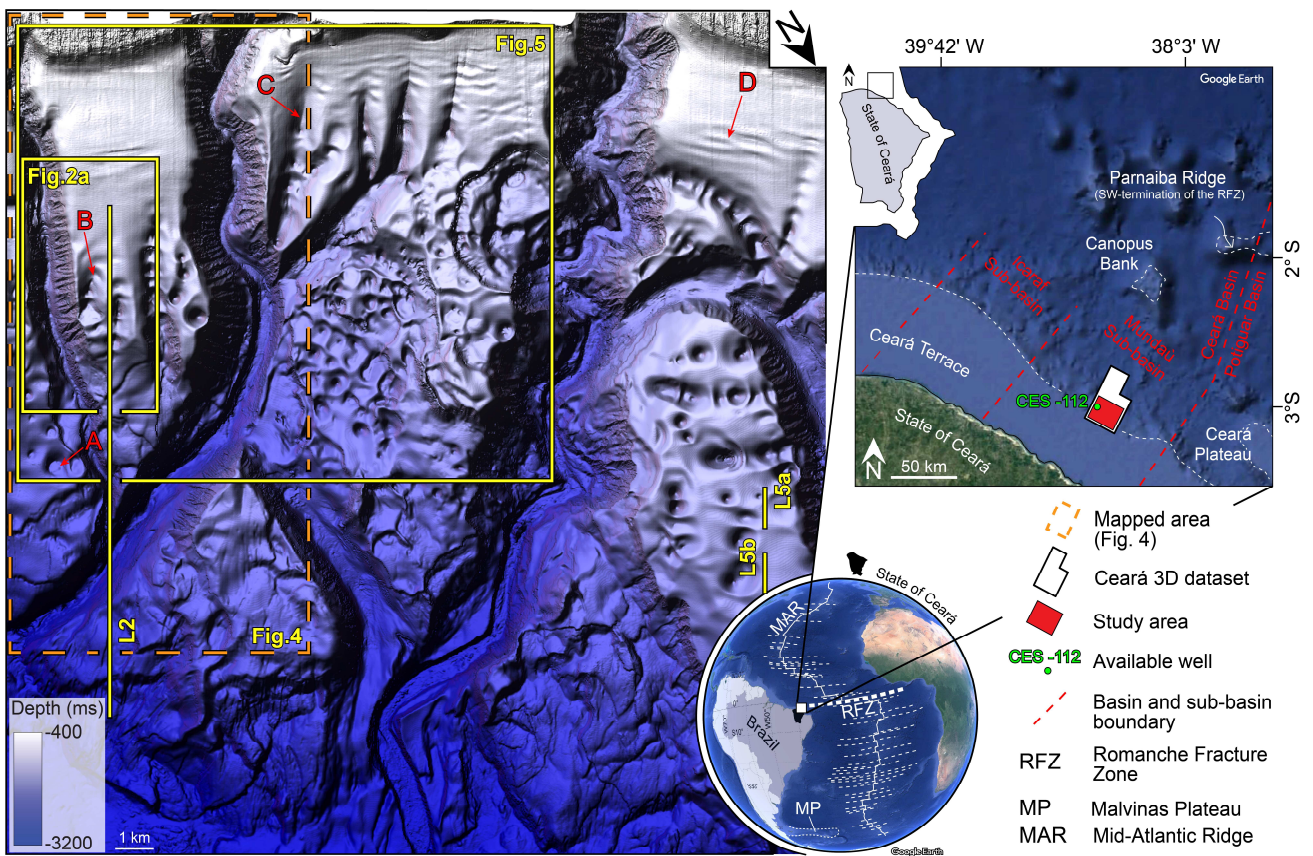 Fig.5
N
C
D
Fig.2a
B
A
L5a
L5b
L2
Fig.4
Depth (ms)
-400
-3200
1 km
39°42' W
38°3' W
N
Google Earth
State of Ceará
Parnaiba Ridge
(SW-termination of the RFZ)
Canopus
Bank
2°S
Icaraí
Sub-basin
Mundaú
Sub-basin
Ceará Basin
Potiguar Basin
Ceará Terrace
CES -112
3°S
State of Ceará
Ceará
Plateau
N
50 km
Mapped area
(Fig. 4)
Ceará 3D dataset
Study area
CES -112
Available well
Basin and sub-basin
boundary
RFZ
Romanche Fracture
Zone
MP
Malvinas Plateau
MAR
Mid-Atlantic Ridge
State of Ceará
MAR
RFZ
Brazil
0°
W50°
MP
Google Earth